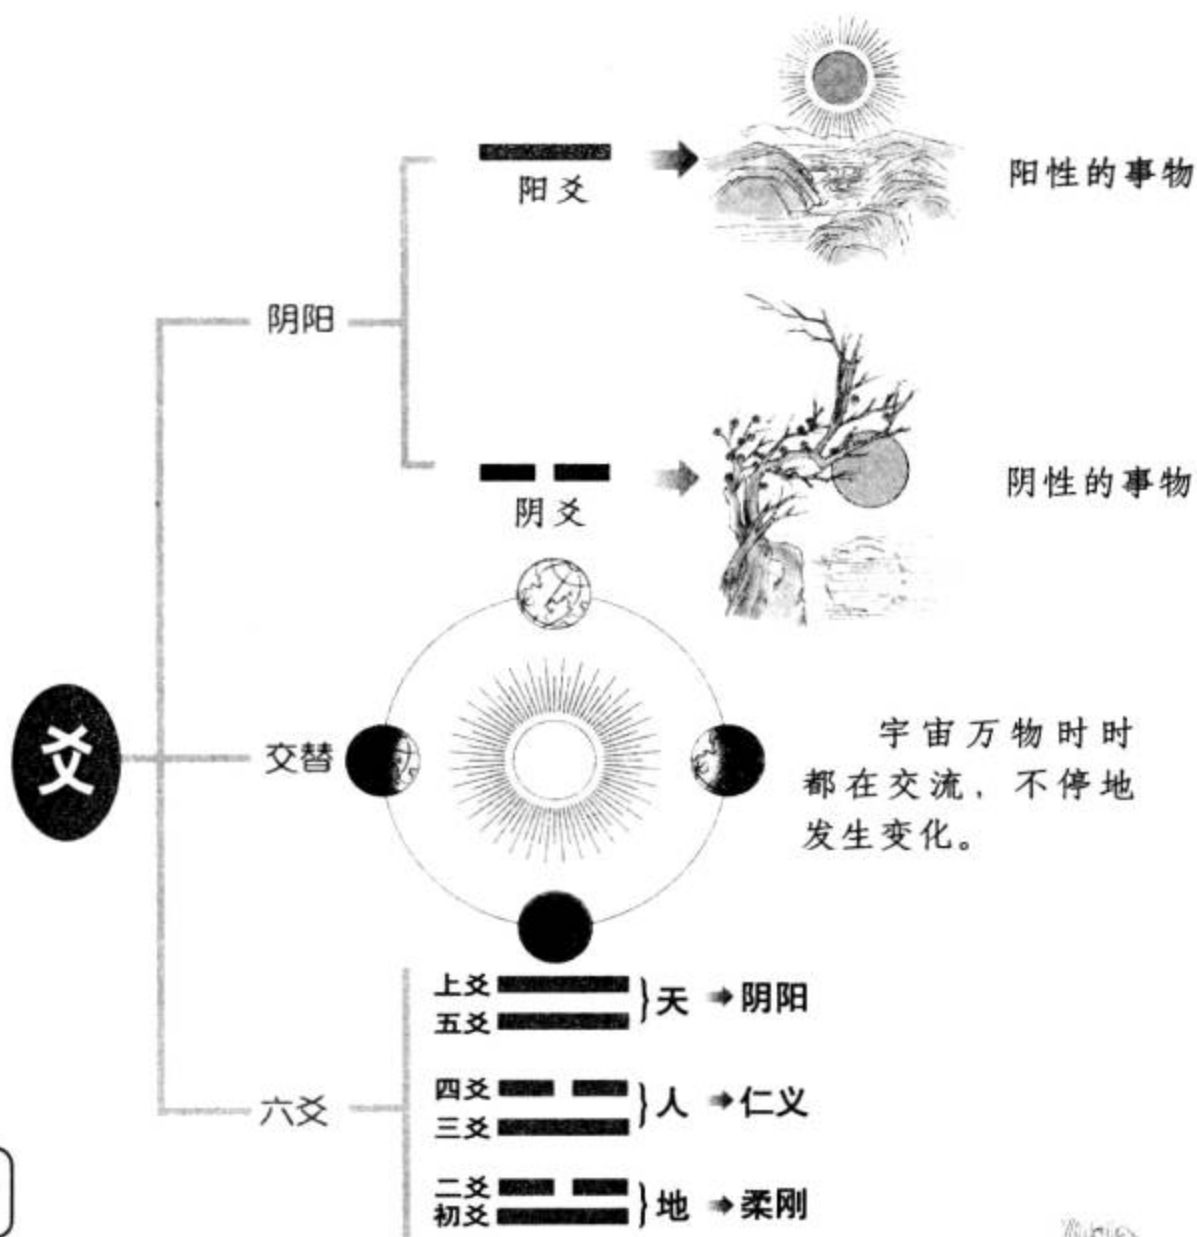 阳爻
阳性的事物
阴阳
阴爻
阴性的事物
爻
交替
宇宙万物时时
都在交流，不停地
发生变化。
六爻
上爻
五爻
天
阴阳
四爻
三爻
人
仁义
二爻
初爻
地
柔刚